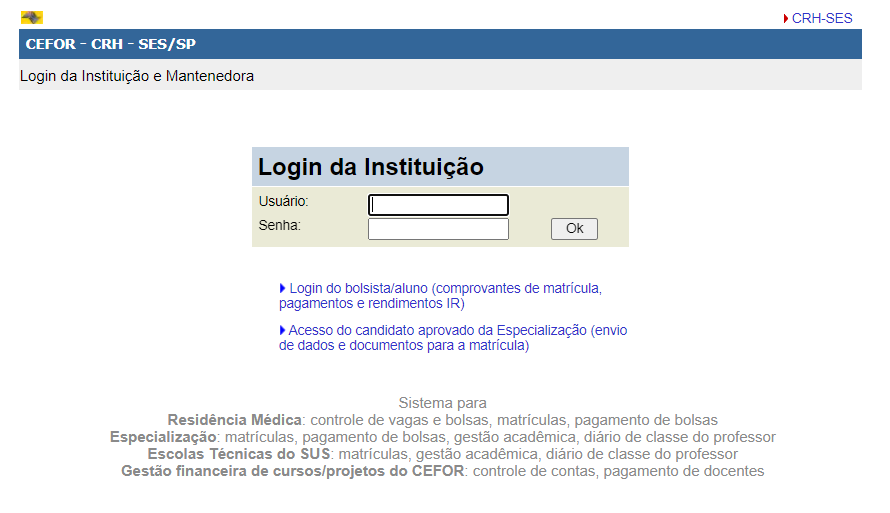 CRH-SES
CEFOR - CRH - SES/SP
Login da Instituição e Mantenedora
Login da Instituição
Usuário:
Senha:
Ok
Login do bolsista/aluno (comprovantes de matrícula,
pagamentos e rendimentos IR)
Acesso do candidato aprovado da Especialização (envio
de dados e documentos para a matrícula)
Sistema para
Residência Médica: controle de vagas e bolsas, matrículas, pagamento de bolsas
Especialização: matrículas, pagamento de bolsas, gestão acadêmica, diário de classe do professor
Escolas Técnicas do SUS: matrículas, gestão acadêmica, diário de classe do professor
Gestão financeira de cursos/projetos do CEFOR: controle de contas, pagamento de docentes